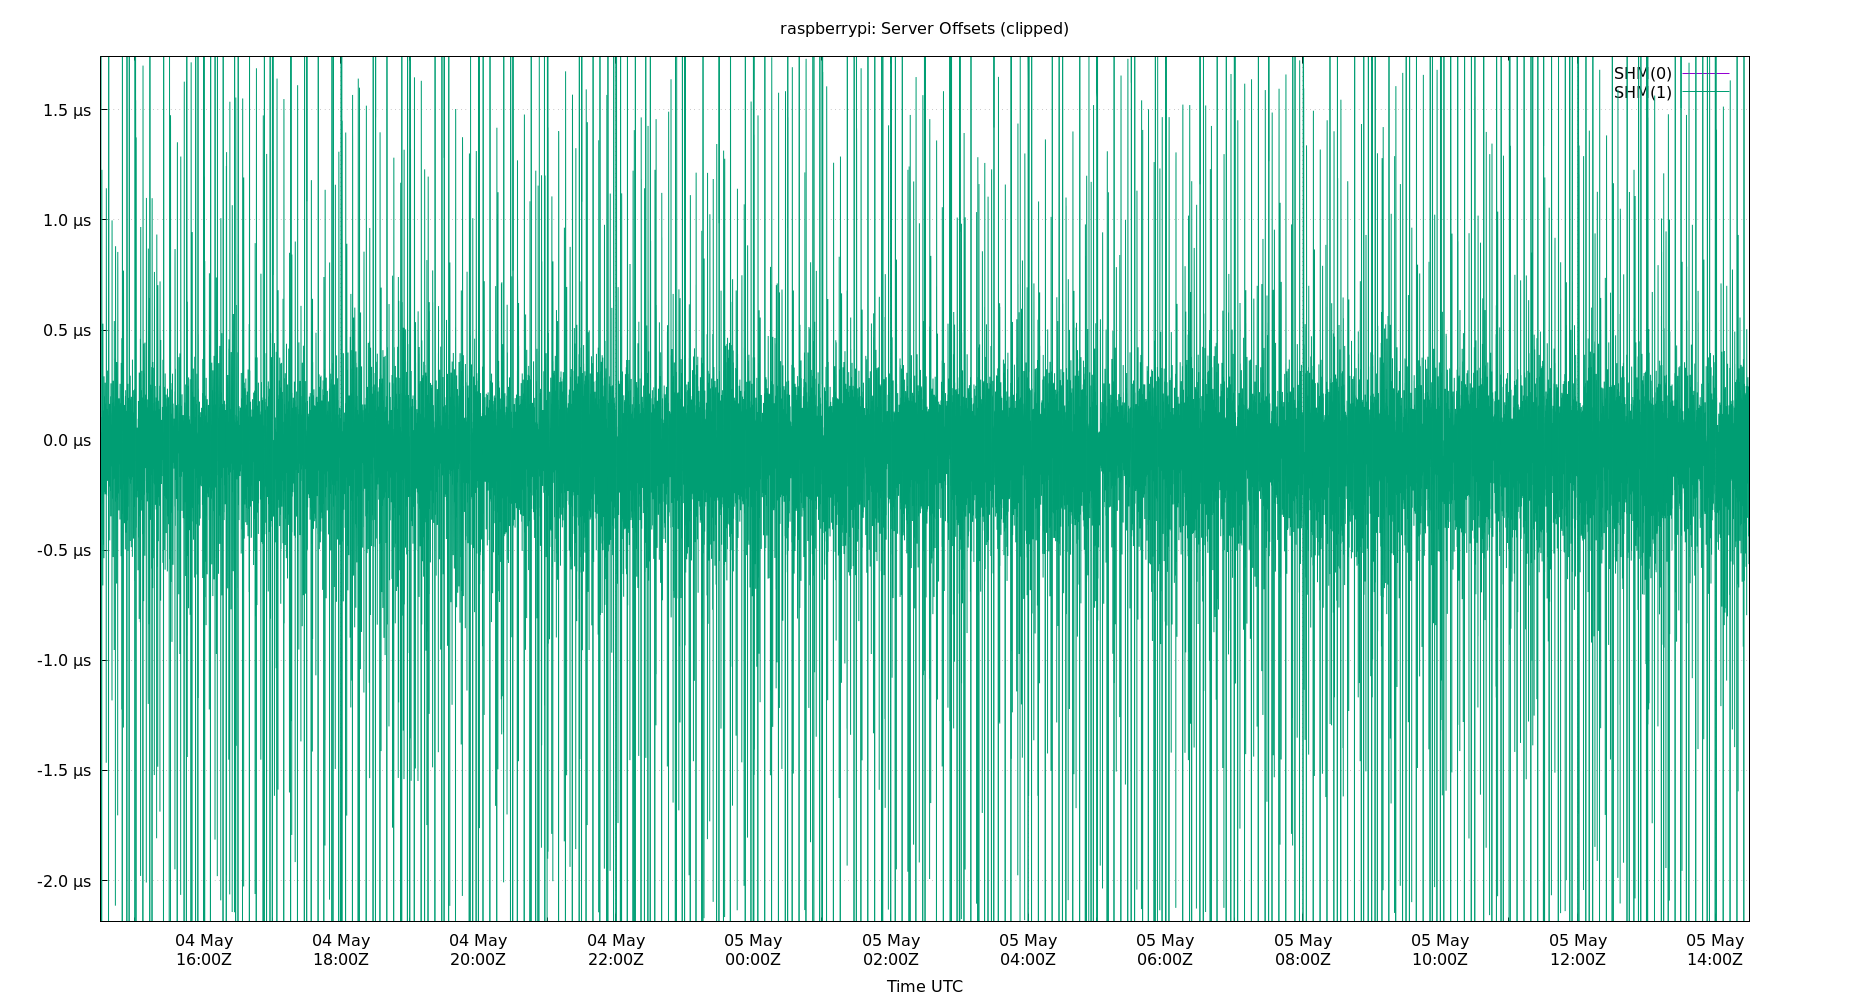 raspberrypi: Server Offsets (clipped)
SHM(0)
SHM(1)
1.5 µs
1.0 µs
0.5 µs
0.0 µs
-0.5 µs
-1.0 µs
-1.5 µs
-2.0 µs
04 May 04 May 04 May 04 May 05 May 05 May 05 May 05 May 05 May 05 May 05 May 05 May
16:00Z 18:00Z 20:00Z 22:00Z 00:00Z 02:00Z 04:00Z 06:00Z 08:00Z 10:00Z 12:00Z 14:00Z
Time UTC